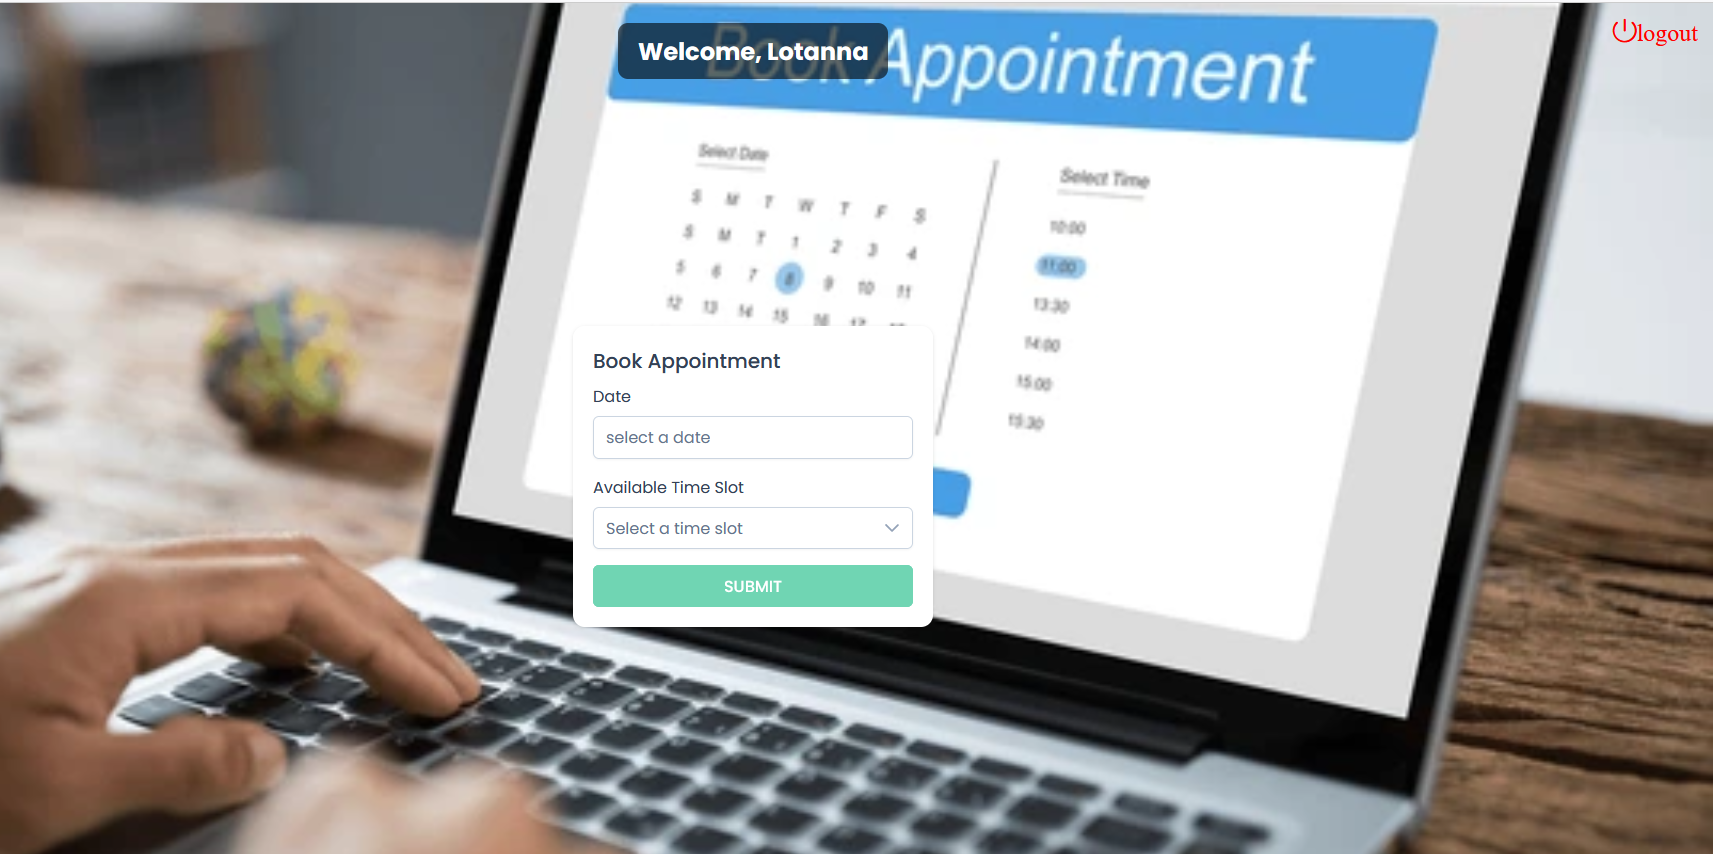 Welcome, Lotanna
Book Appointment
logout
Select Date
S M T W T F S
S M T 1 2 3 4
5 6 7 8 9 10 11
12 13 14 15 16 17
Select Time
10:00
11:00
13:30
14:00
15:00
15:30
Book Appointment
Date
select a date
Available Time Slot
Select a time slot
SUBMIT